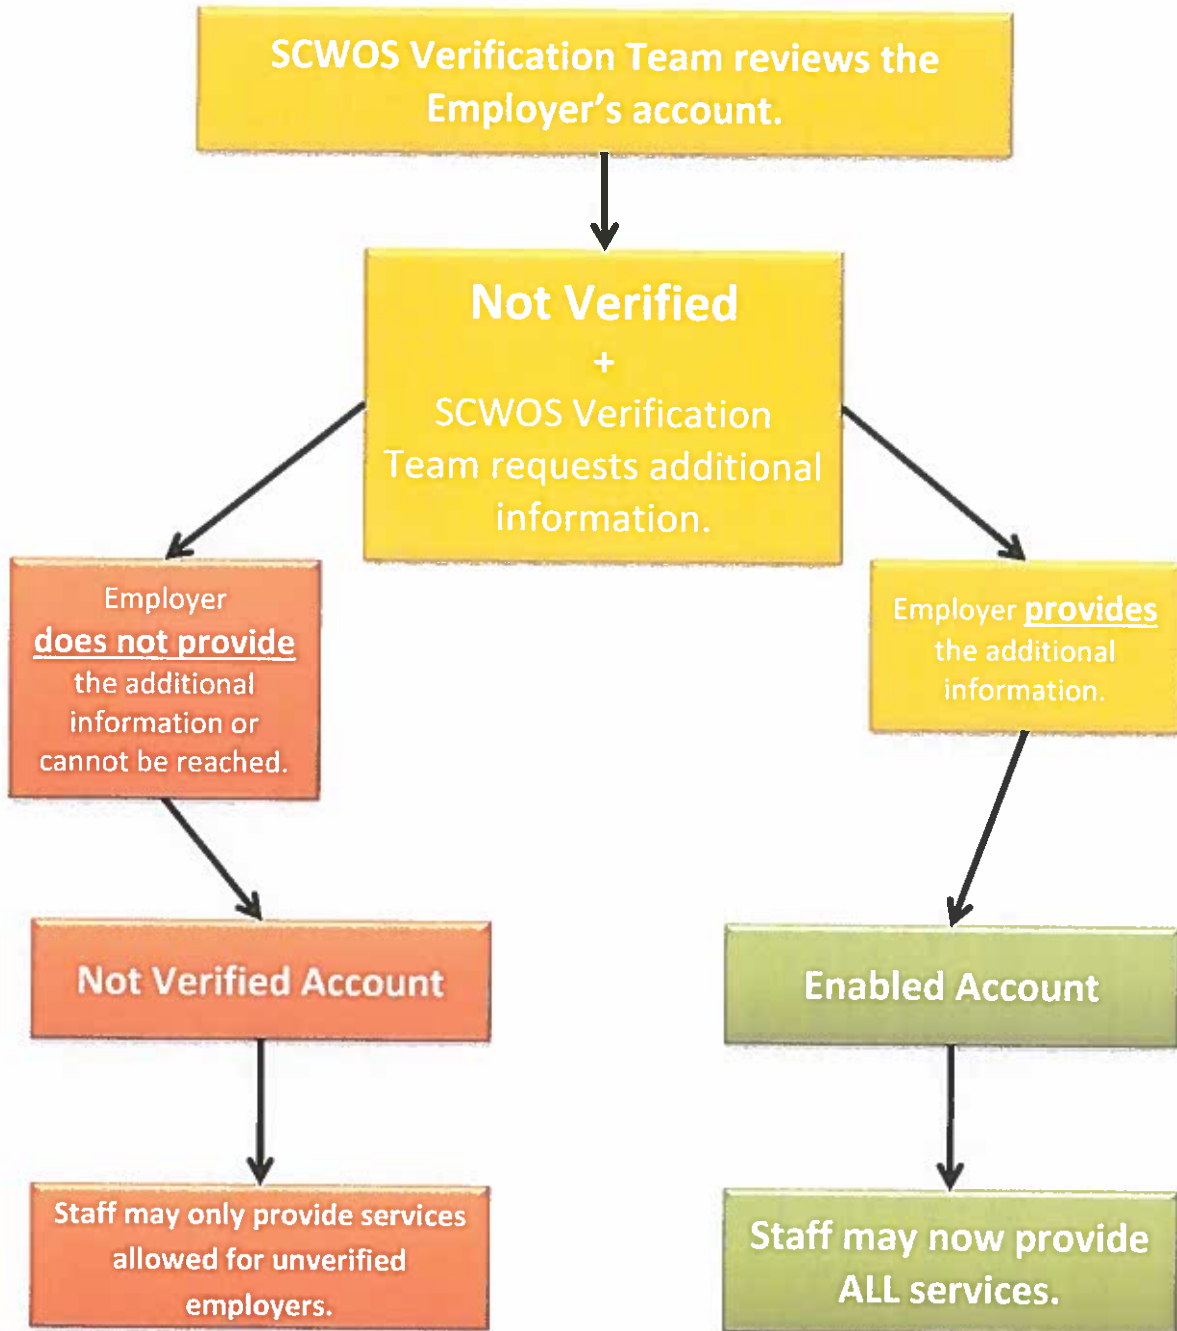 SCWOS Verification Team reviews the
Employer's account.
Not Verified
+
SCWOS Verification
Team requests additional
information.
Employer
does not provide
the additional
information or
cannot be reached.
Employer provides
the additional
information.
Not Verified Account
Enabled Account
Staff may only provide services
allowed for unverified
employers.
Staff may now provide
ALL services.